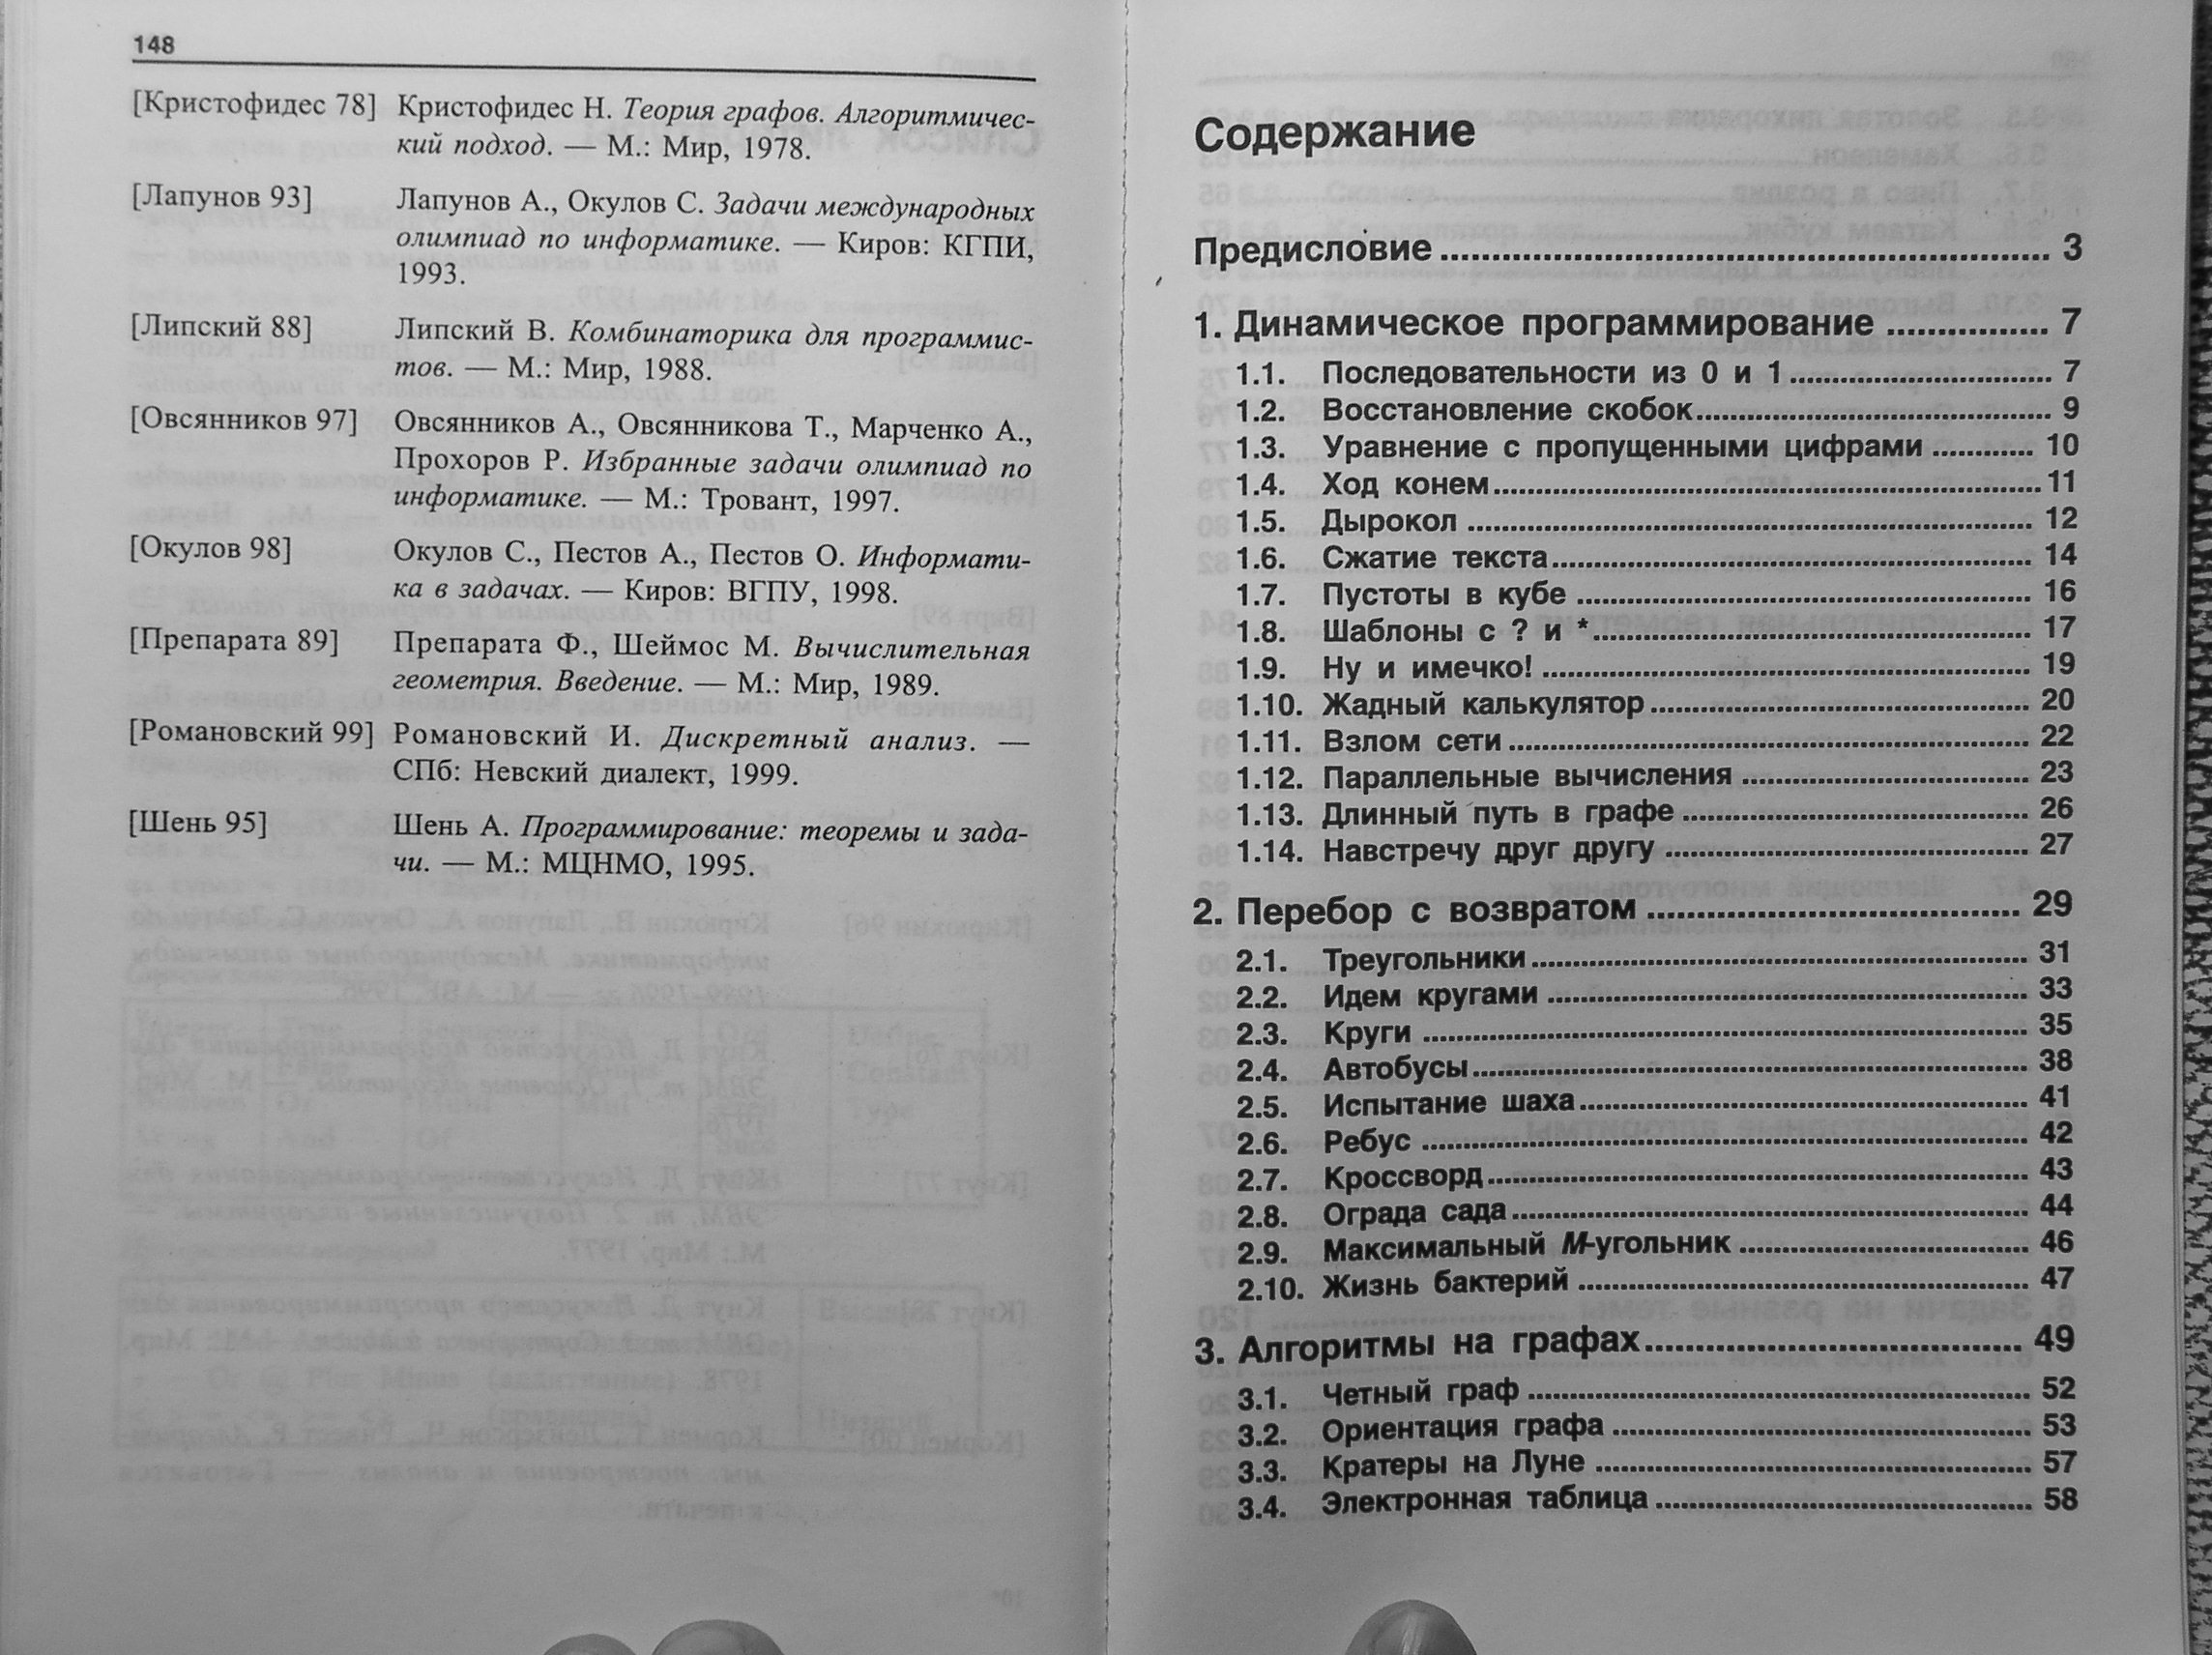 148
[Кристофидес 78] Кристофидес Н. Теория графов. Алгоритмичес-
кий подход. — М.: Мир, 1978.
[Лапунов 93] Лапунов А., Окулов С. Задачи международных
олимпиад по информатике. — Киров: КГПИ,
1993.
[Липский 88] Липский В. Комбинаторика для программис-
тов. — М.: Мир, 1988.
[Овсянников 97] Овсянников А., Овсянникова Т., Марченко А.,
Прохоров Р. Избранные задачи олимпиад по
информатике. — М.: Тровант, 1997.
[Окулов 98] Окулов С., Пестов А., Пестов О. Информати-
ка в задачах. — Киров: ВГПУ, 1998.
[Препарата 89] Препарата Ф., Шеймос М. Вычислительная
геометрия. Введение. — М.: Мир, 1989.
[Романовский 99] Романовский И. Дискретный анализ. —
СПб: Невский диалект, 1999.
[Шень 95] Шень А. Программирование: теоремы и зада-
чи. — М.: МЦНМО, 1995.
Содержание
Предисловие ........ 3
1. Динамическое программирование ........ 7
1.1. Последовательности из 0 и 1 ........ 7
1.2. Восстановление скобок ........ 9
1.3. Уравнение с пропущенными цифрами ........ 10
1.4. Ход конем ........ 11
1.5. Дырокол ........ 12
1.6. Сжатие текста ........ 14
1.7. Пустоты в кубе ........ 16
1.8. Шаблоны с ? и * ........ 17
1.9. Ну и имечко! ........ 19
1.10. Жадный калькулятор ........ 20
1.11. Взлом сети ........ 22
1.12. Параллельные вычисления ........ 23
1.13. Длинный путь в графе ........ 26
1.14. Навстречу друг другу ........ 27
2. Перебор с возвратом ........ 29
2.1. Треугольники ........ 31
2.2. Идем кругами ........ 33
2.3. Круги ........ 35
2.4. Автобусы ........ 38
2.5. Испытание шаха ........ 41
2.6. Ребус ........ 42
2.7. Кроссворд ........ 43
2.8. Ограда сада ........ 44
2.9. Максимальный М-угольник ........ 46
2.10. Жизнь бактерий ........ 47
3. Алгоритмы на графах ........ 49
3.1. Четный граф ........ 52
3.2. Ориентация графа ........ 53
3.3. Кратеры на Луне ........ 57
3.4. Электронная таблица ........ 58